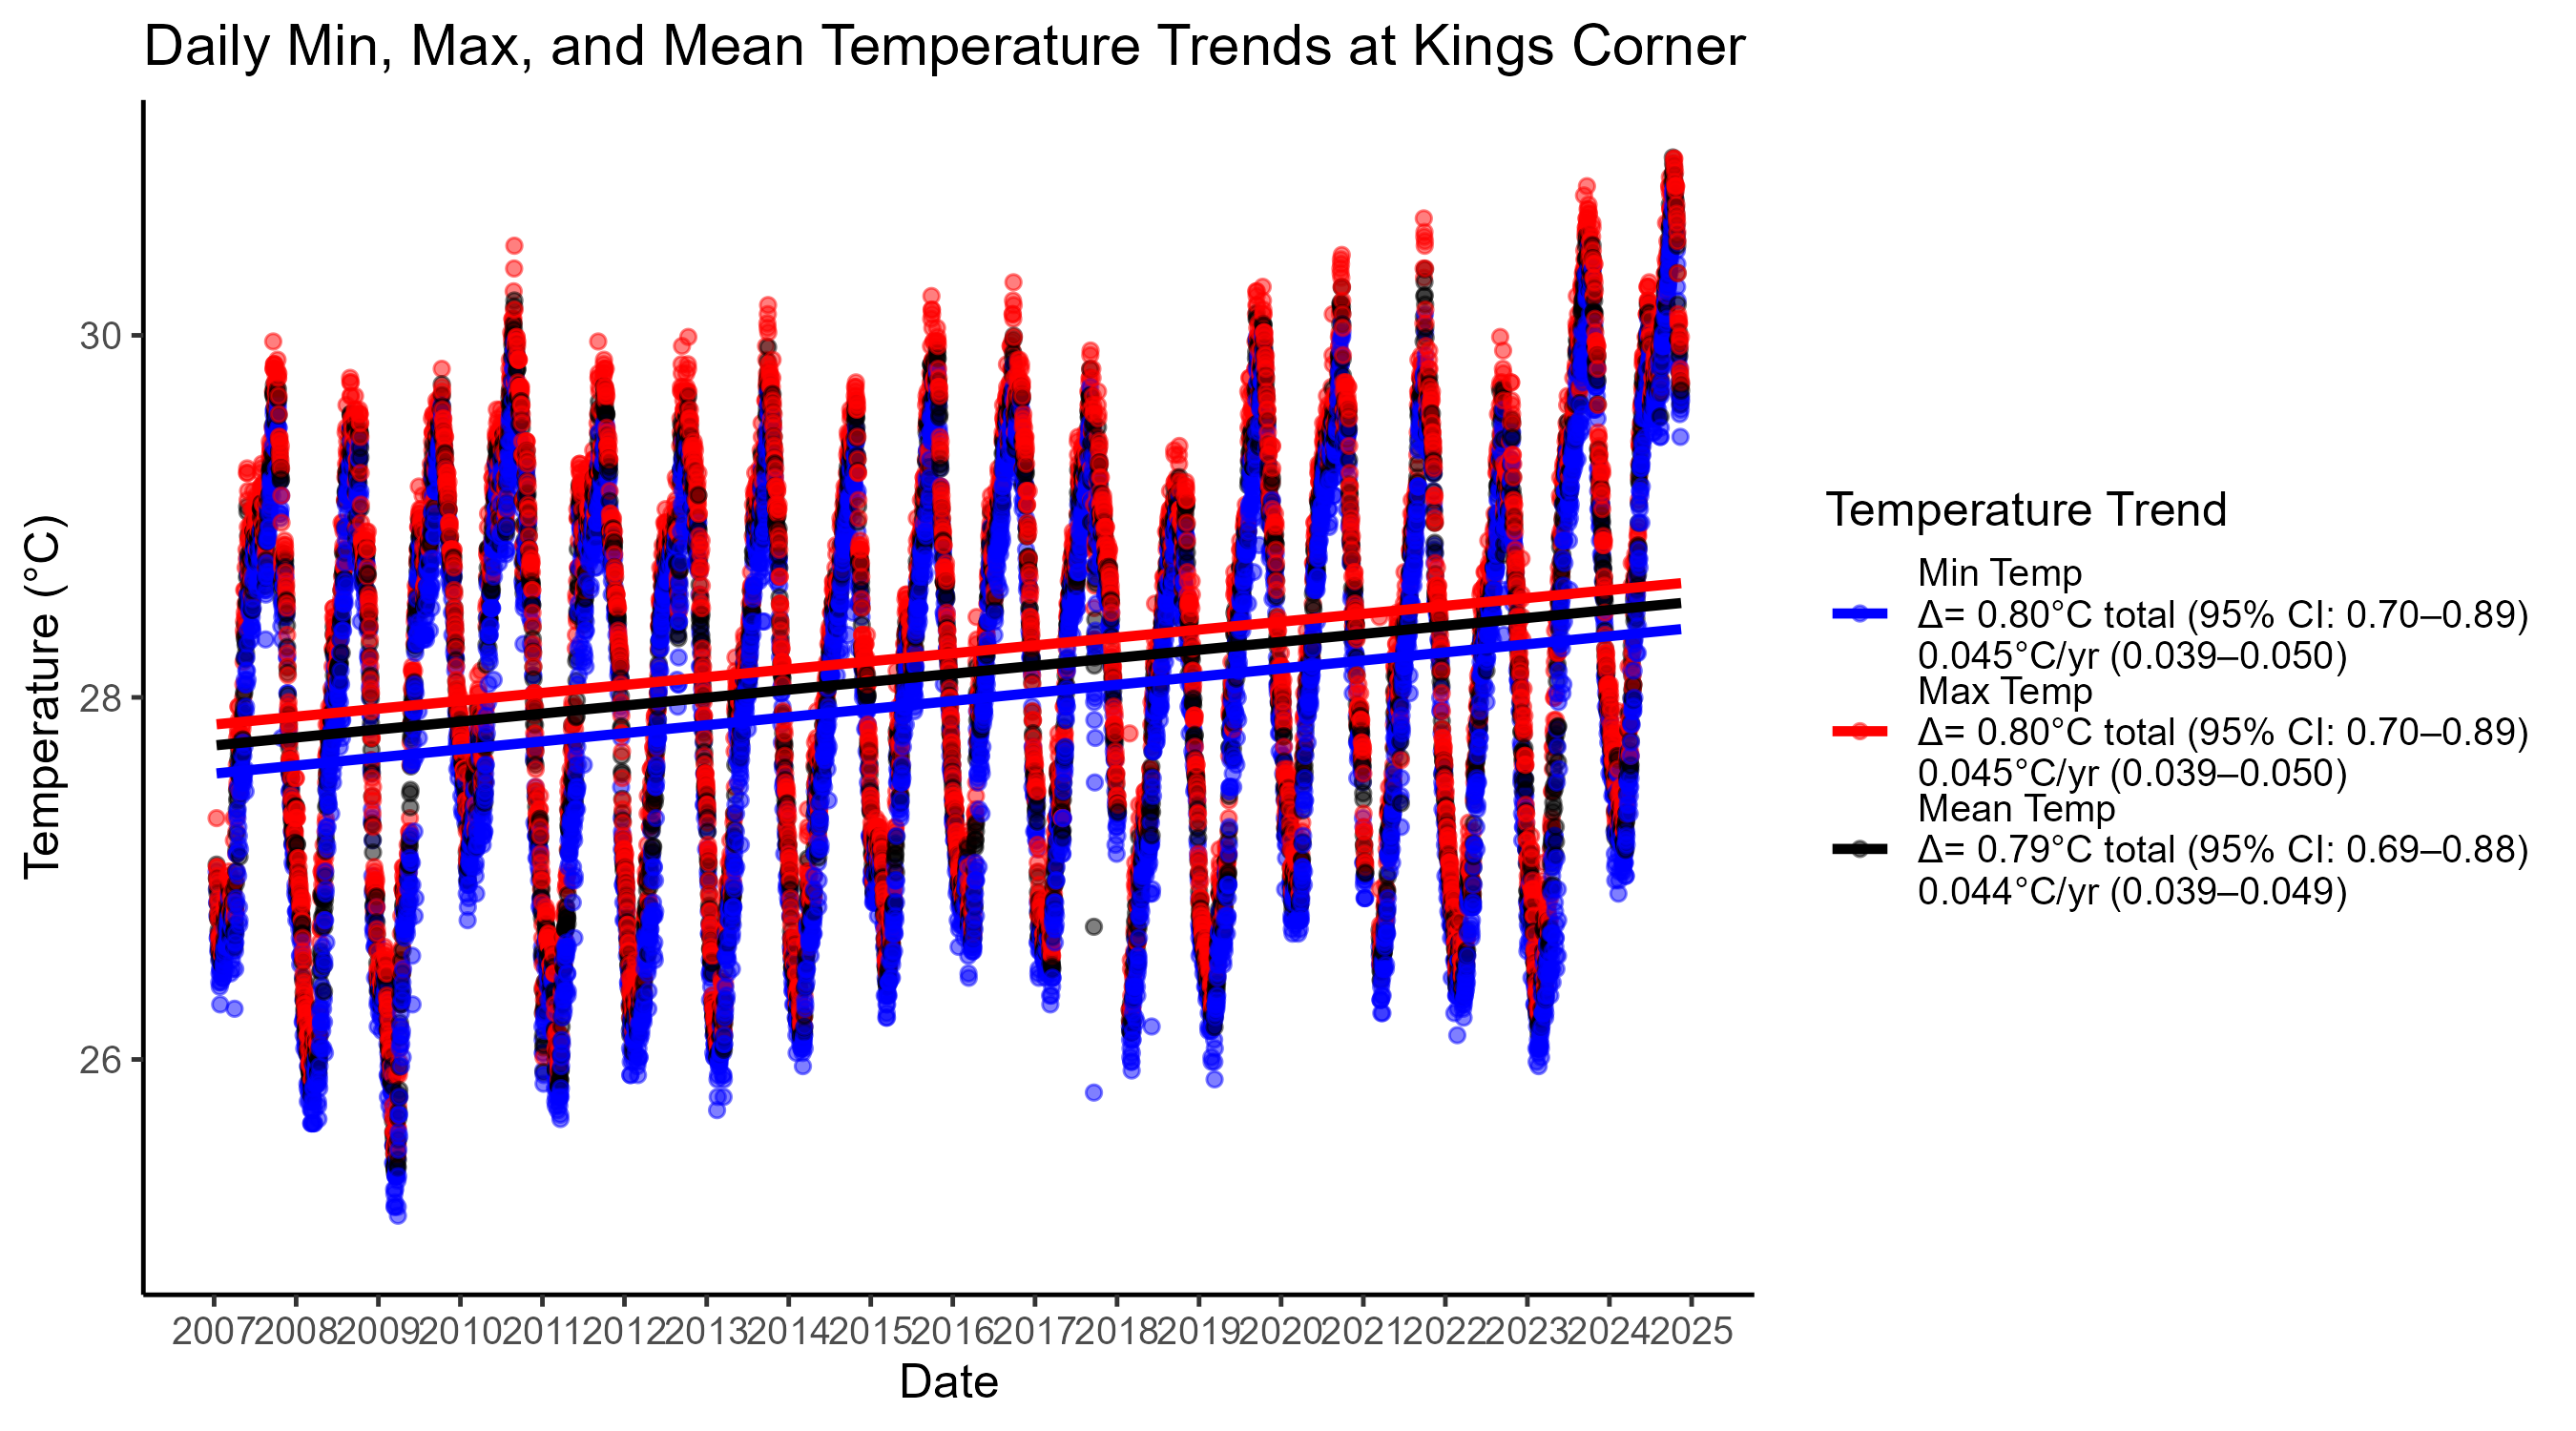 Daily Min, Max, and Mean Temperature Trends at Kings Corner
Temperature (°C)
30
28
26
2007 2008 2009 2010 2011 2012 2013 2014 2015 2016 2017 2018 2019 2020 2021 2022 2023 2024 2025
Date
Temperature Trend
Min Temp
Δ= 0.80°C total (95% CI: 0.70–0.89)
0.045°C/yr (0.039–0.050)
Max Temp
Δ= 0.80°C total (95% CI: 0.70–0.89)
0.045°C/yr (0.039–0.050)
Mean Temp
Δ= 0.79°C total (95% CI: 0.69–0.88)
0.044°C/yr (0.039–0.049)